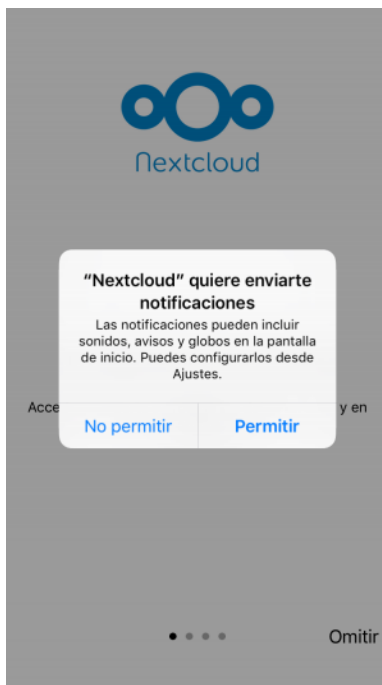 Nextcloud
“Nextcloud” quiere enviarte
notificaciones
Las notificaciones pueden incluir
sonidos, avisos y globos en la pantalla
de inicio. Puedes configurarlos desde
Ajustes.
Acce y en
No permitir Permitir
Omitir